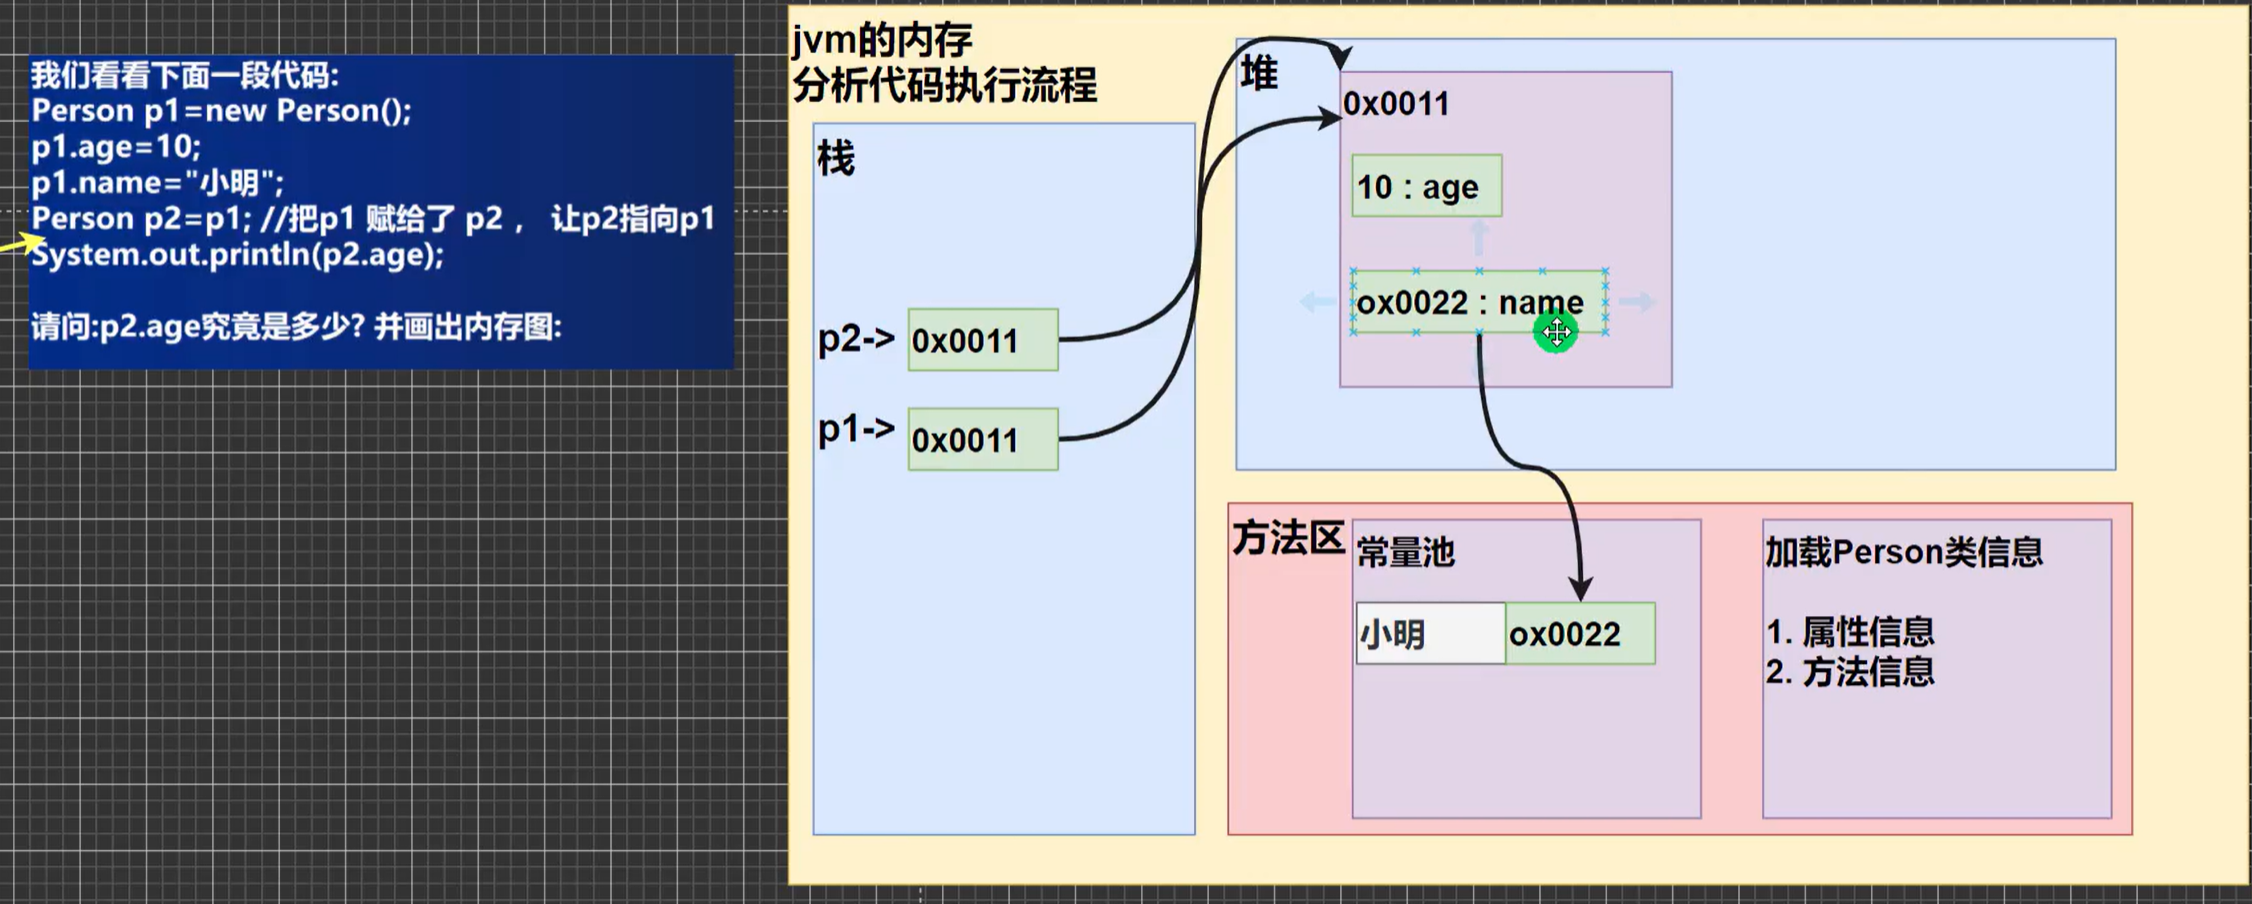 我们看看下面一段代码:
Person p1=new Person();
p1.age=10;
p1.name="小明";
Person p2=p1; //把p1 赋给了 p2 ， 让p2指向p1
System.out.println(p2.age);
请问:p2.age究竟是多少? 并画出内存图:
jvm的内存
分析代码执行流程
栈
p2->
0x0011
p1->
0x0011
堆
0x0011
10 : age
ox0022 : name
方法区
常量池
小明
ox0022
加载Person类信息
1. 属性信息
2. 方法信息